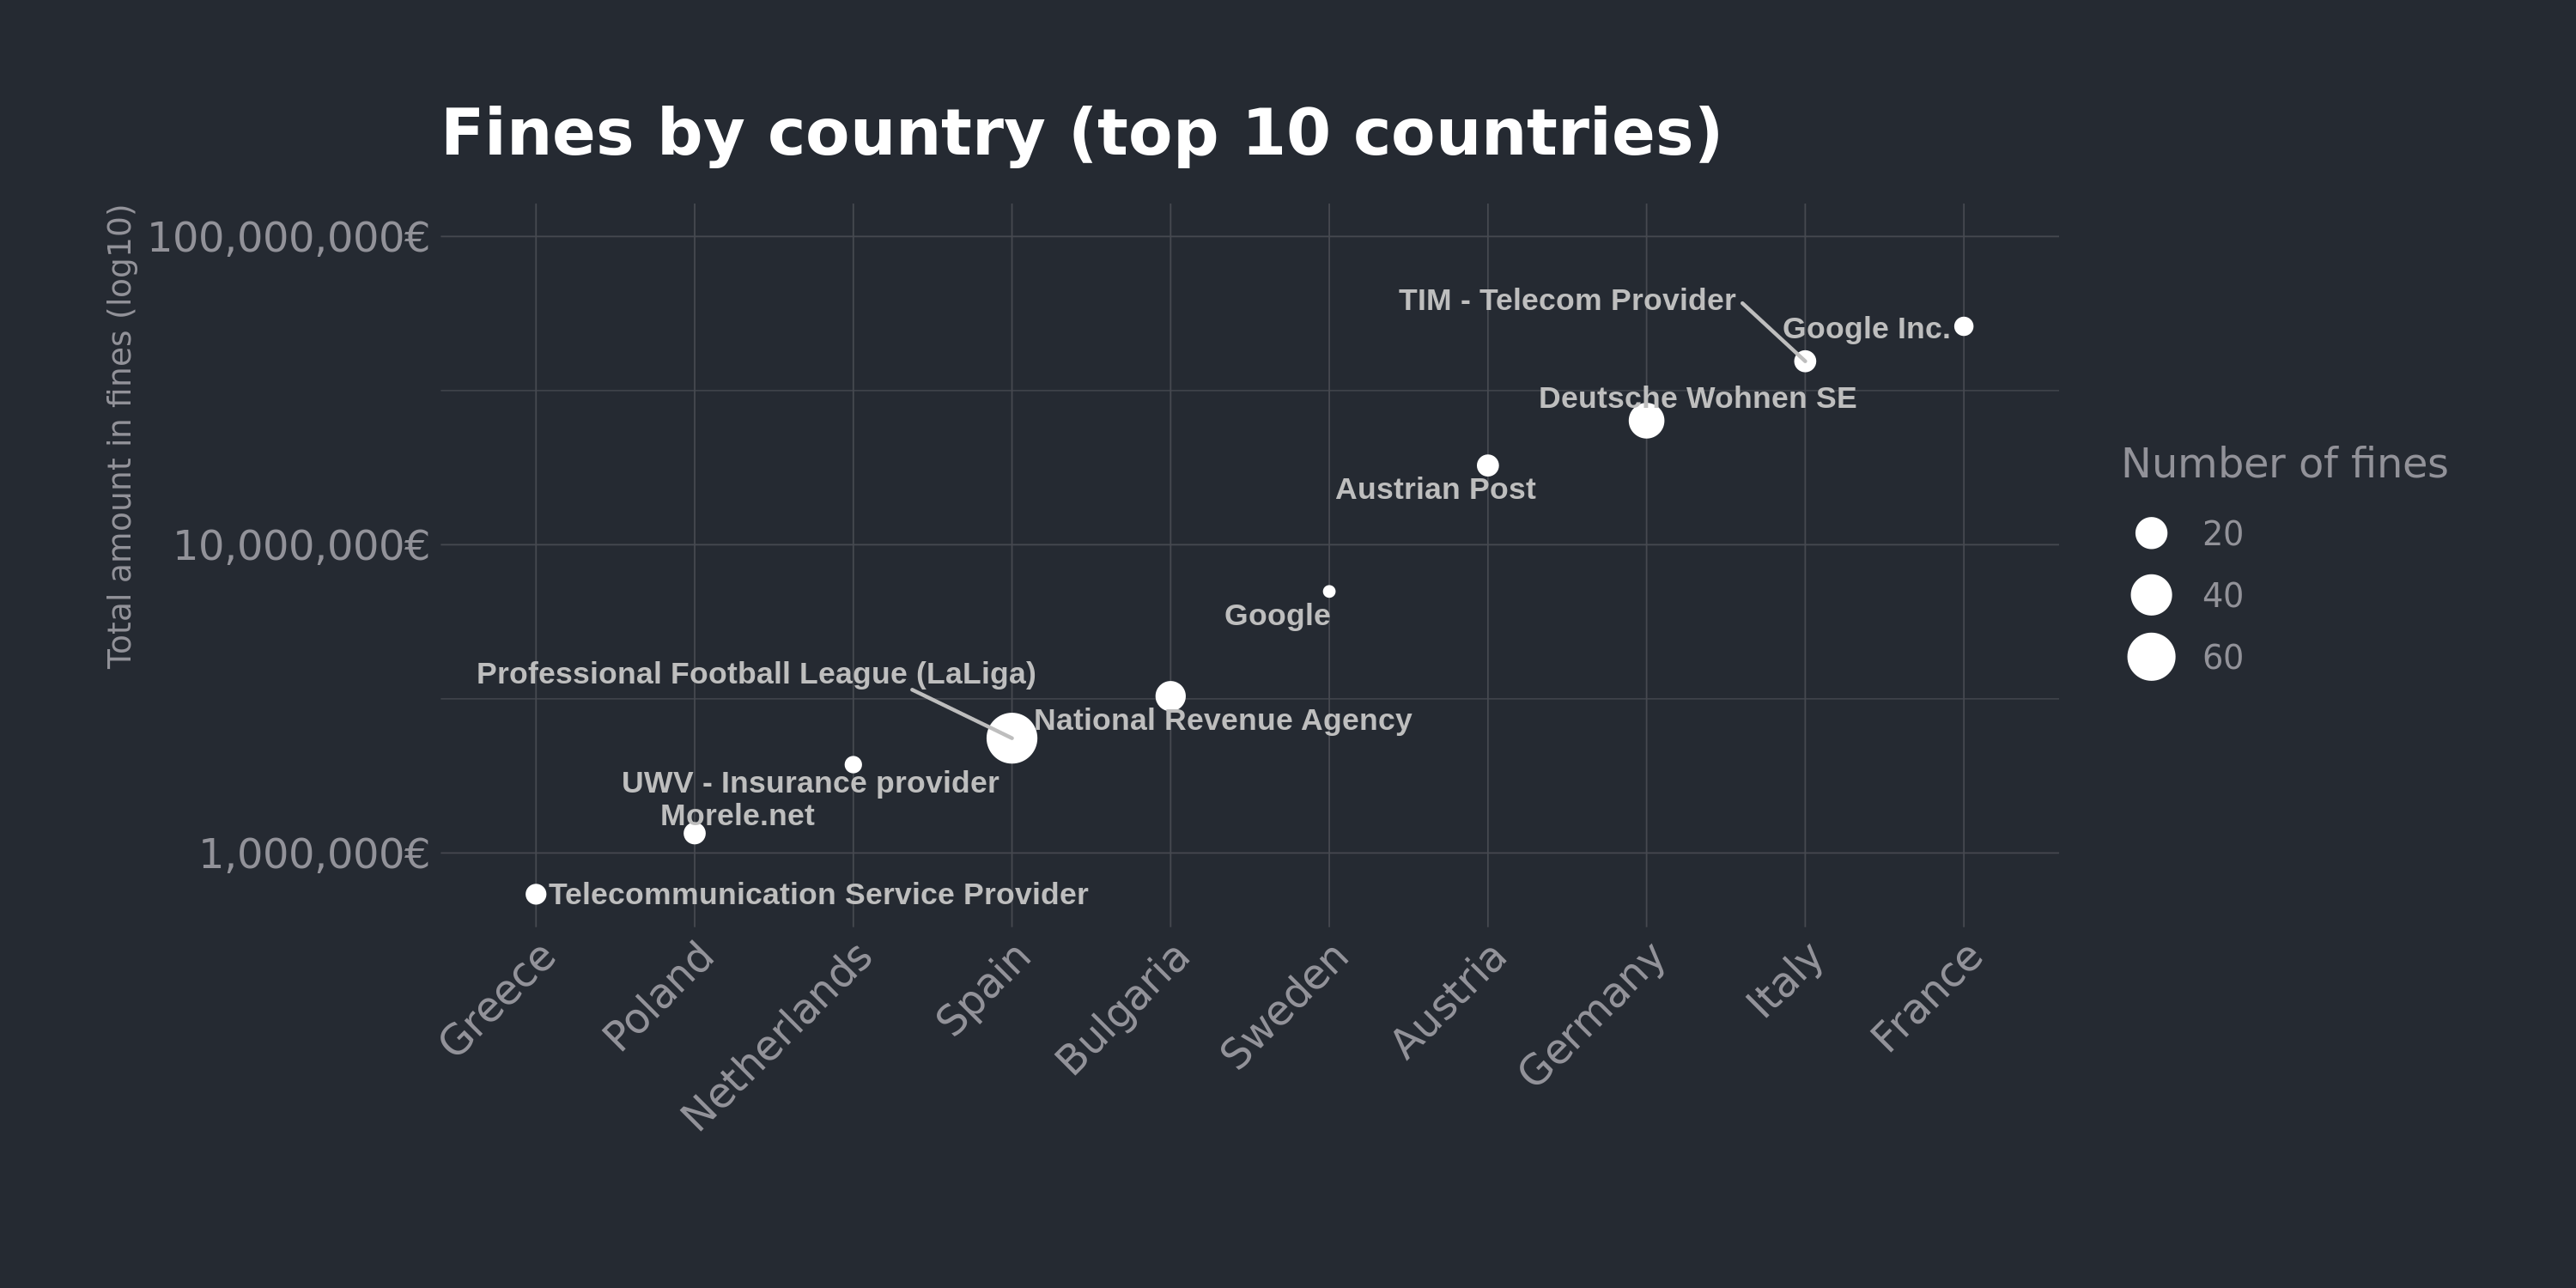 Fines by country (top 10 countries)
Total amount in fines (log10)
100,000,000€
10,000,000€
1,000,000€
TIM - Telecom Provider
Google Inc.
Deutsche Wohnen SE
Austrian Post
Google
Professional Football League (LaLiga)
National Revenue Agency
UWV - Insurance provider
Morele.net
Telecommunication Service Provider
Greece
Poland
Netherlands
Spain
Bulgaria
Sweden
Austria
Germany
Italy
France
Number of fines
20
40
60